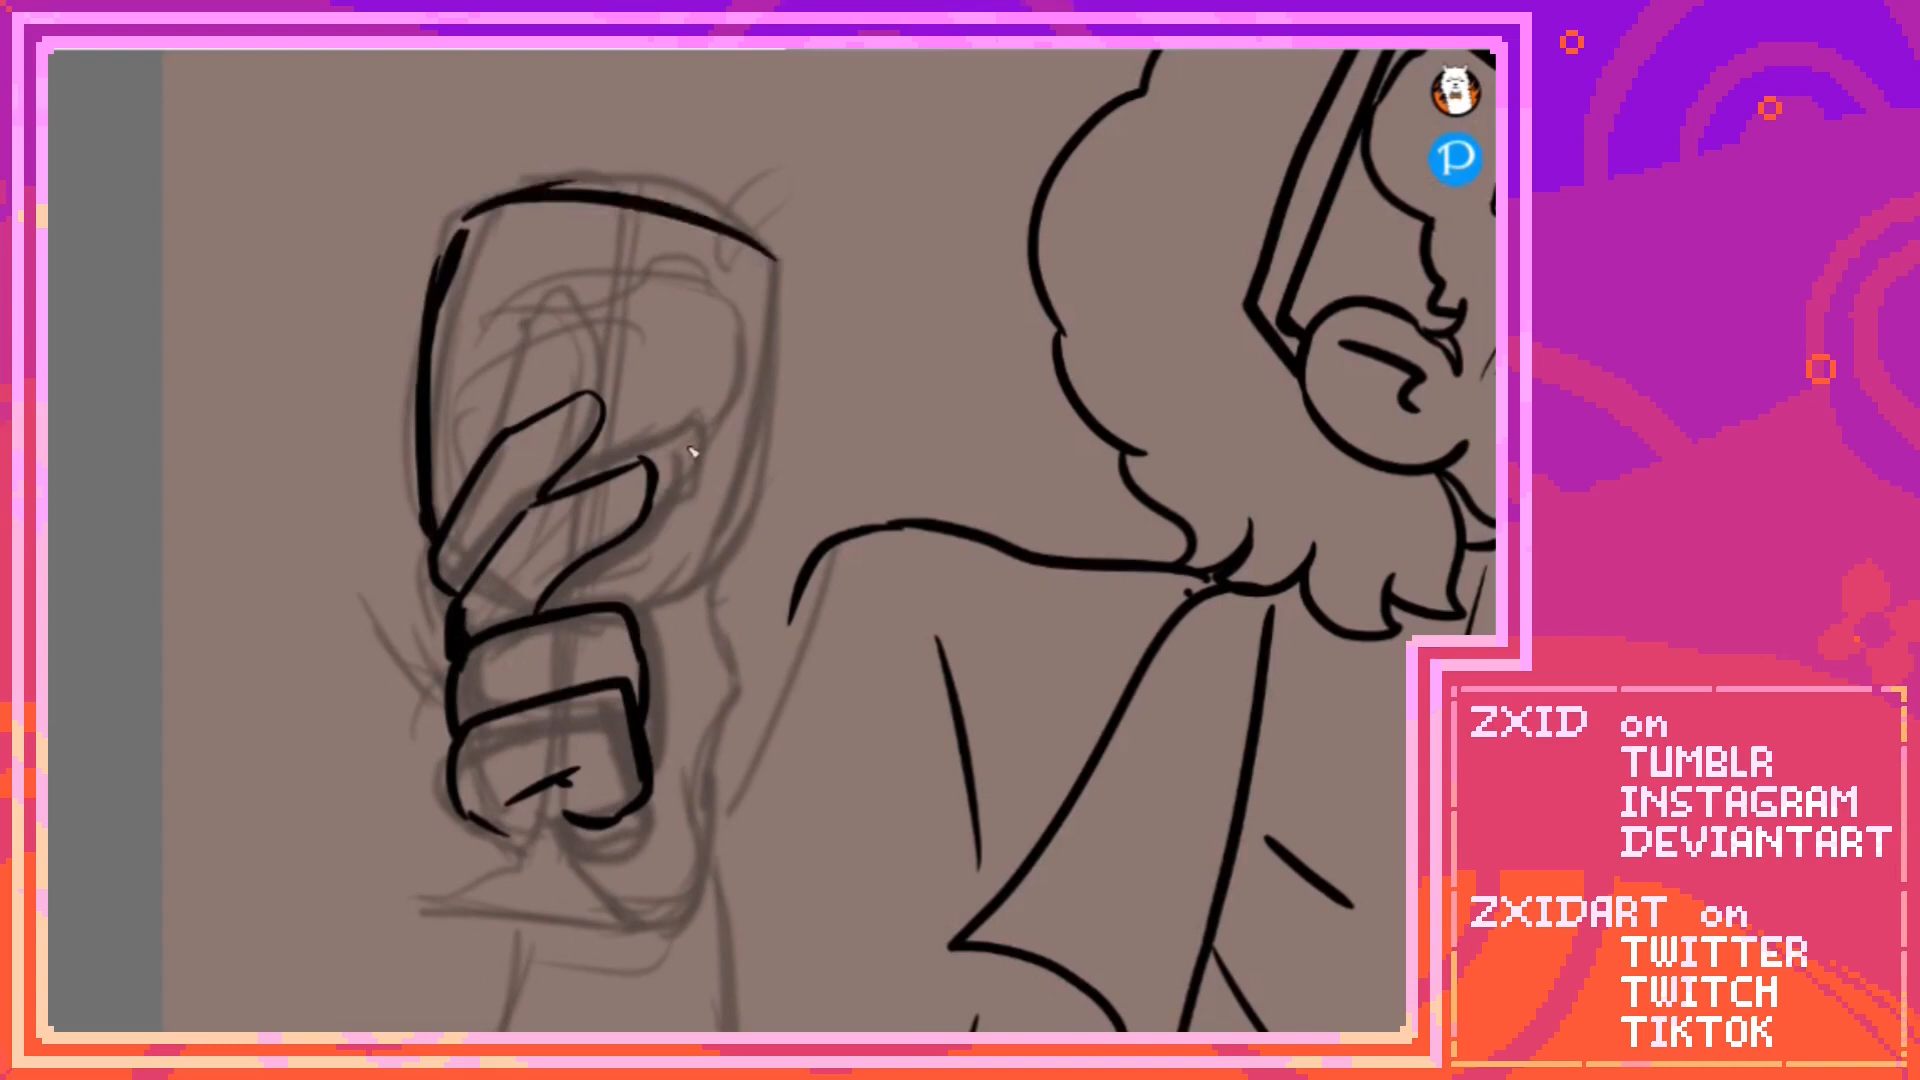 P
ZXID on
TUMBLR
INSTAGRAM
DEVIANTART
ZXIDART on
TWITTER
TWITCH
TIKTOK